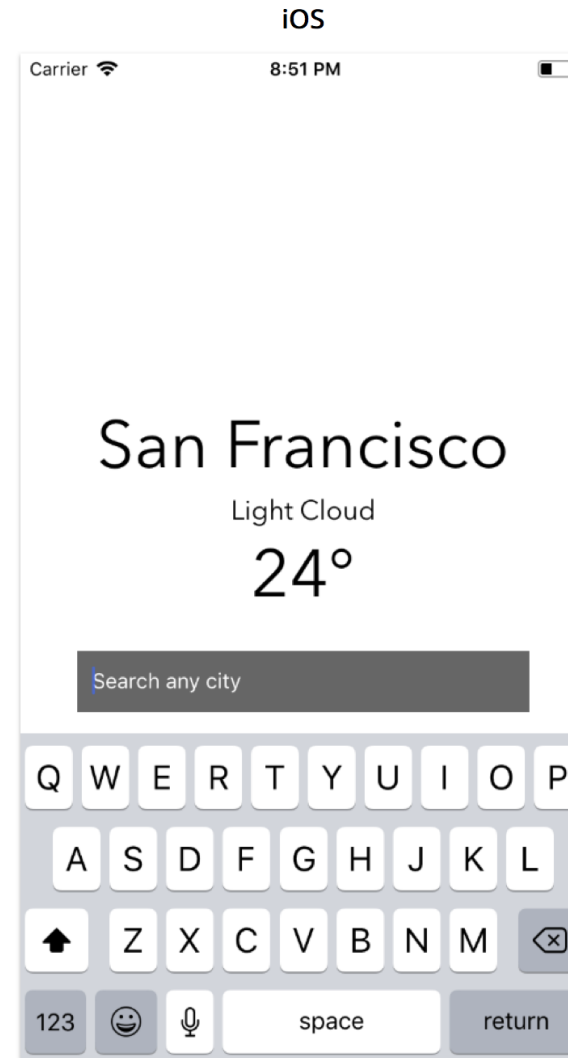 iOS
Carrier 8:51 PM
San Francisco
Light Cloud
24°
Search any city
Q W E R T Y U I O P
A S D F G H J K L
Z X C V B N M
123 space return